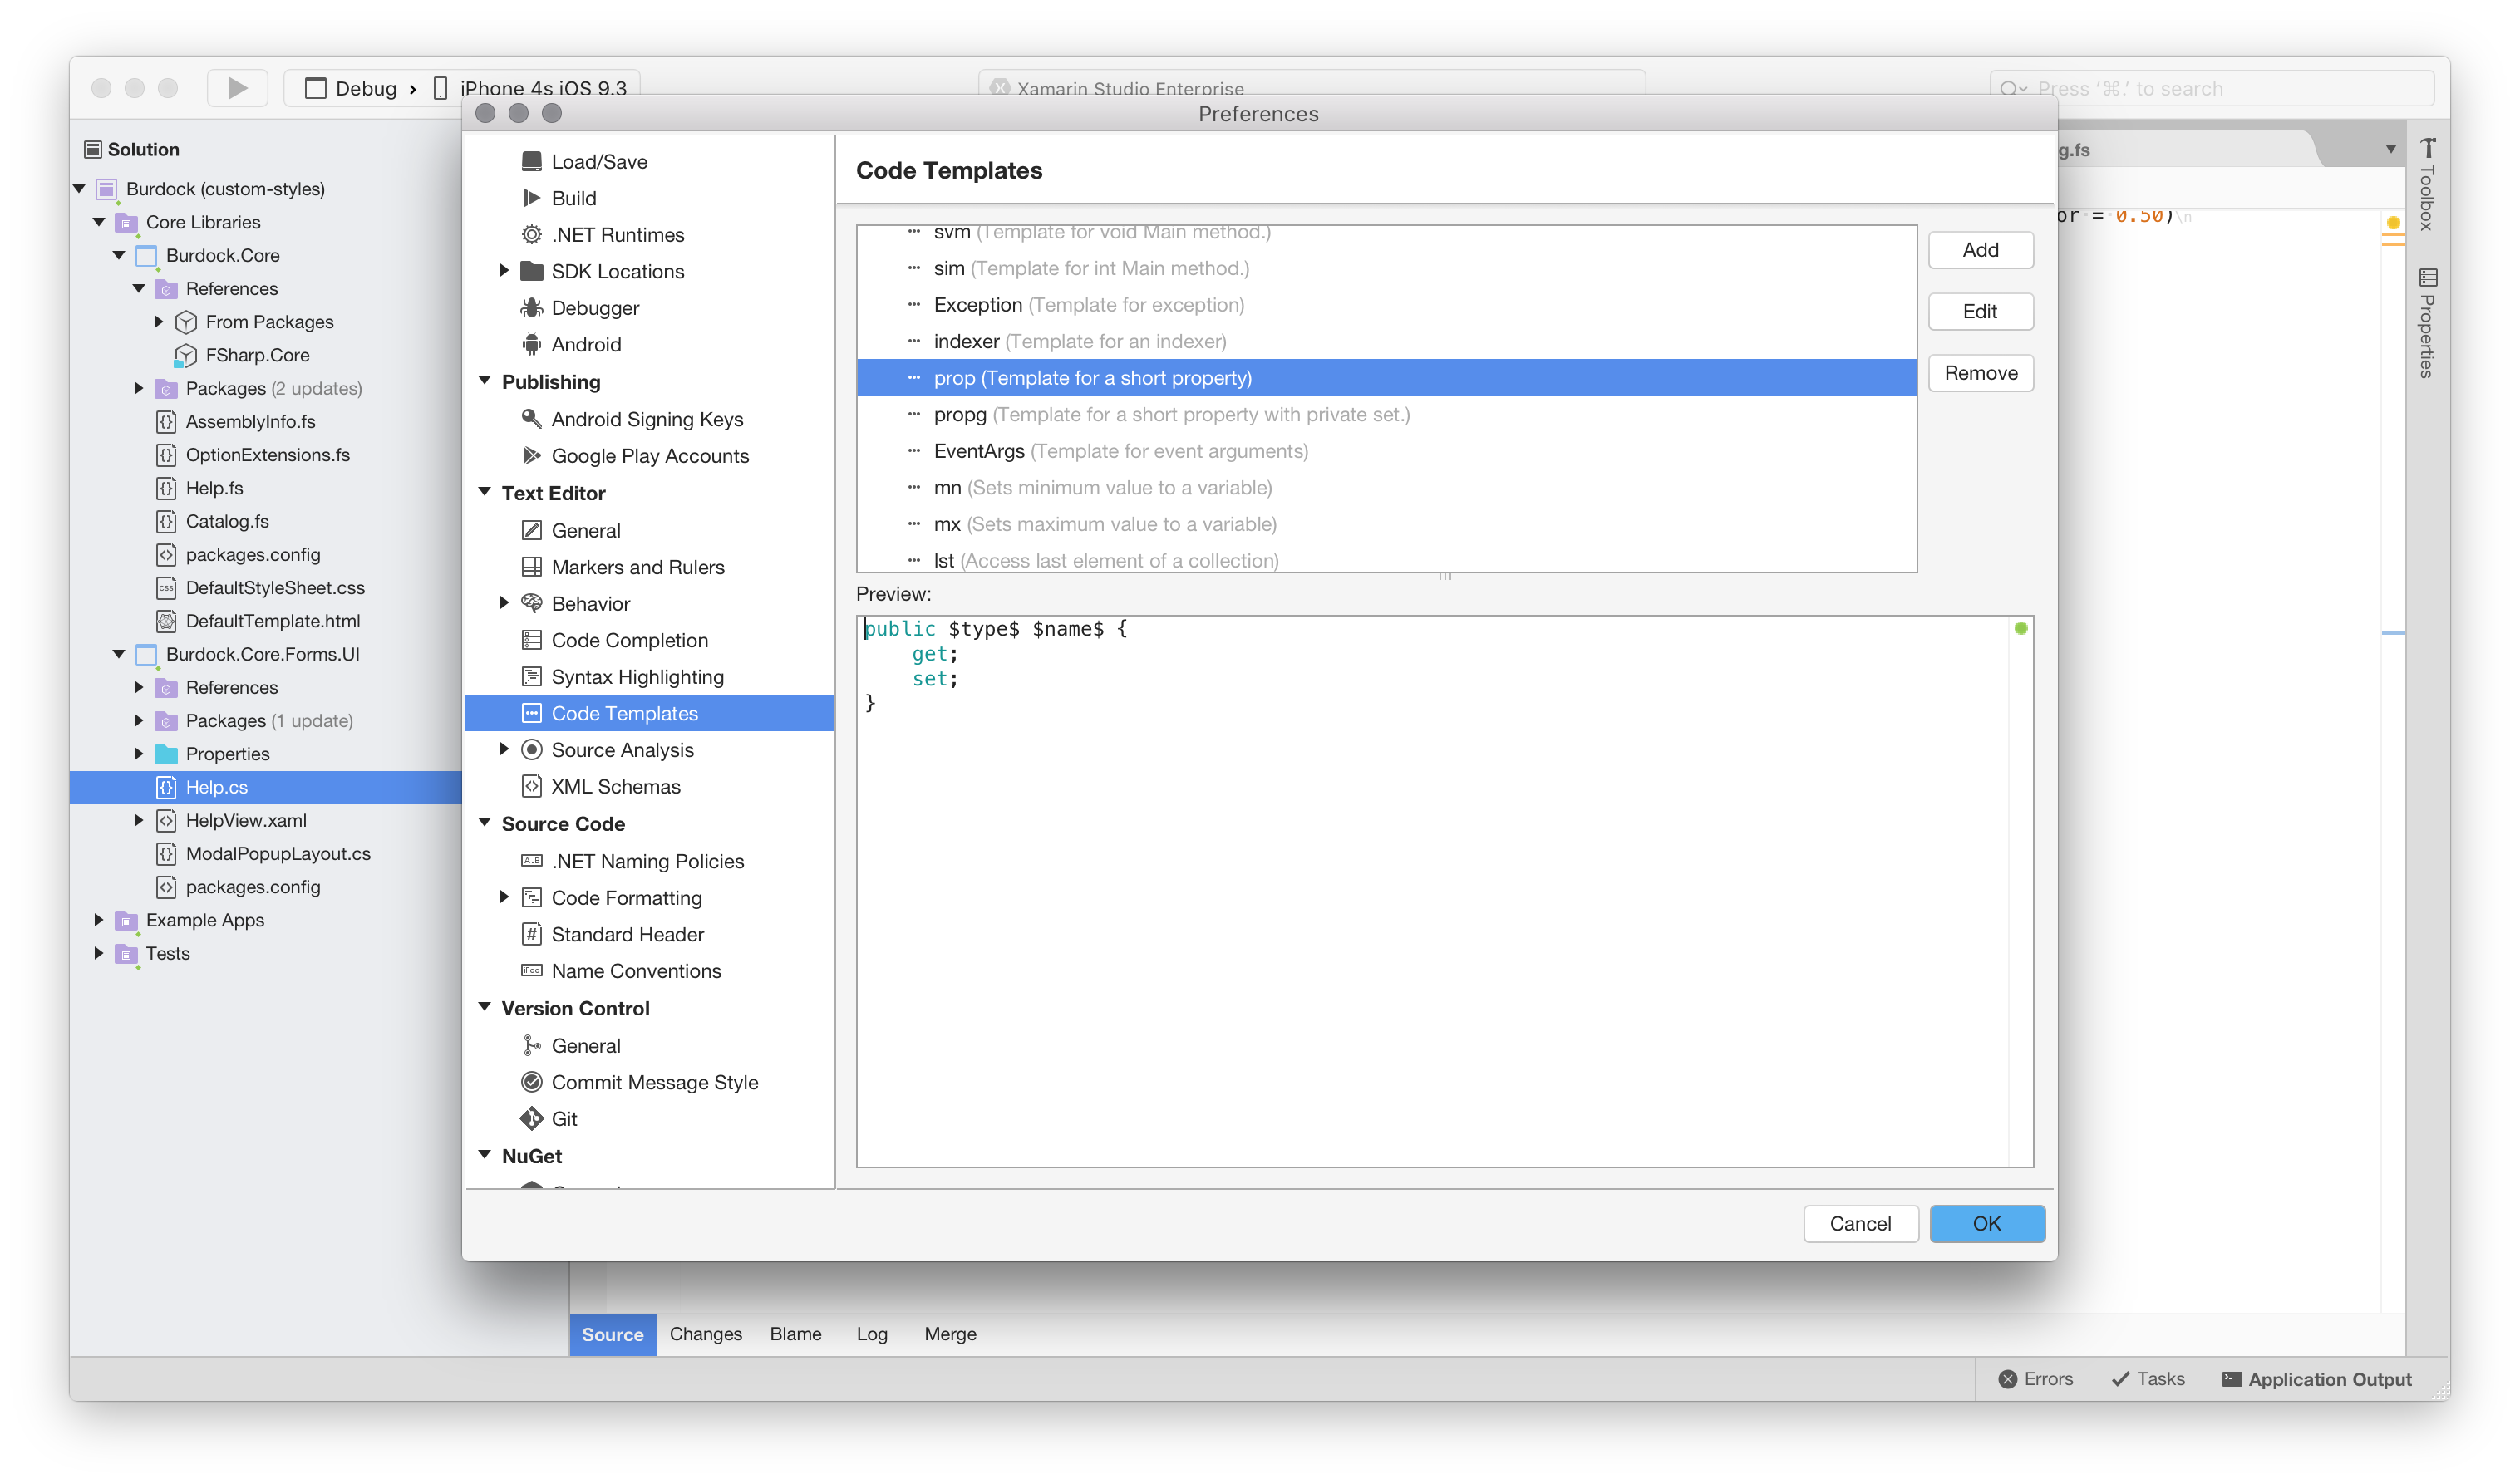 Debug › iPhone 4s iOS 9.3
Xamarin Studio Enterprise
Press ‘⌘.’ to search
Solution
Burdock (custom-styles)
Core Libraries
Burdock.Core
References
From Packages
FSharp.Core
Packages (2 updates)
AssemblyInfo.fs
OptionExtensions.fs
Help.fs
Catalog.fs
packages.config
DefaultStyleSheet.css
DefaultTemplate.html
Burdock.Core.Forms.UI
References
Packages (1 update)
Properties
Help.cs
HelpView.xaml
ModalPopupLayout.cs
packages.config
Example Apps
Tests
Preferences
Load/Save
Build
.NET Runtimes
SDK Locations
Debugger
Android
Publishing
Android Signing Keys
Google Play Accounts
Text Editor
General
Markers and Rulers
Behavior
Code Completion
Syntax Highlighting
Code Templates
Source Analysis
XML Schemas
Source Code
.NET Naming Policies
Code Formatting
Standard Header
Name Conventions
Version Control
General
Commit Message Style
Git
NuGet
Code Templates
svm (Template for void Main method.)
sim (Template for int Main method.)
Exception (Template for exception)
indexer (Template for an indexer)
prop (Template for a short property)
propg (Template for a short property with private set.)
EventArgs (Template for event arguments)
mn (Sets minimum value to a variable)
mx (Sets maximum value to a variable)
lst (Access last element of a collection)
Add
Edit
Remove
Preview:
public $type$ $name$ {
get;
set;
}
Cancel
OK
g.fs
or = 0.50)\n
Toolbox
Properties
Source
Changes
Blame
Log
Merge
Errors
Tasks
Application Output